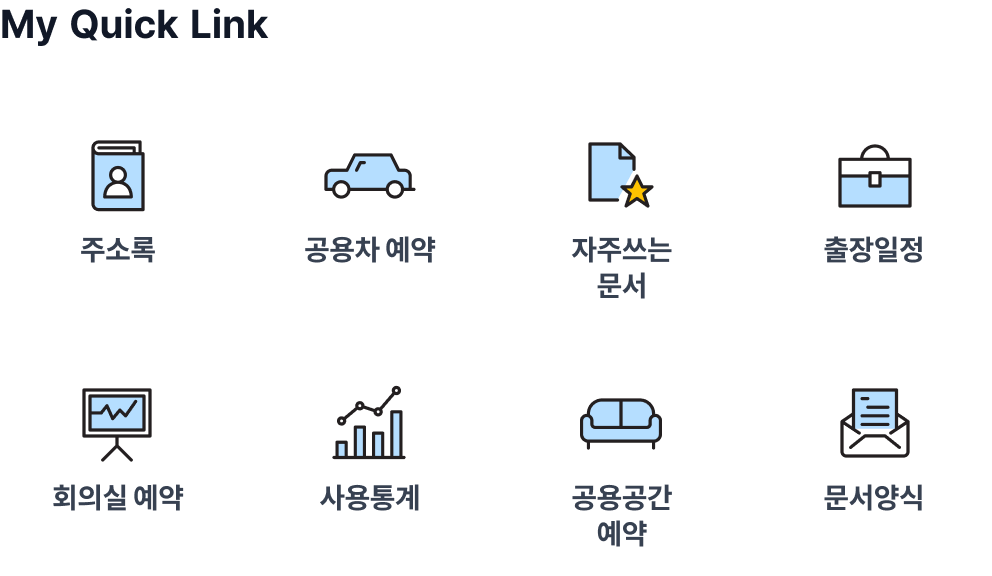 My Quick Link
주소록
공용차 예약
자주쓰는
문서
출장일정
회의실 예약
사용통계
공용공간
예약
문서양식